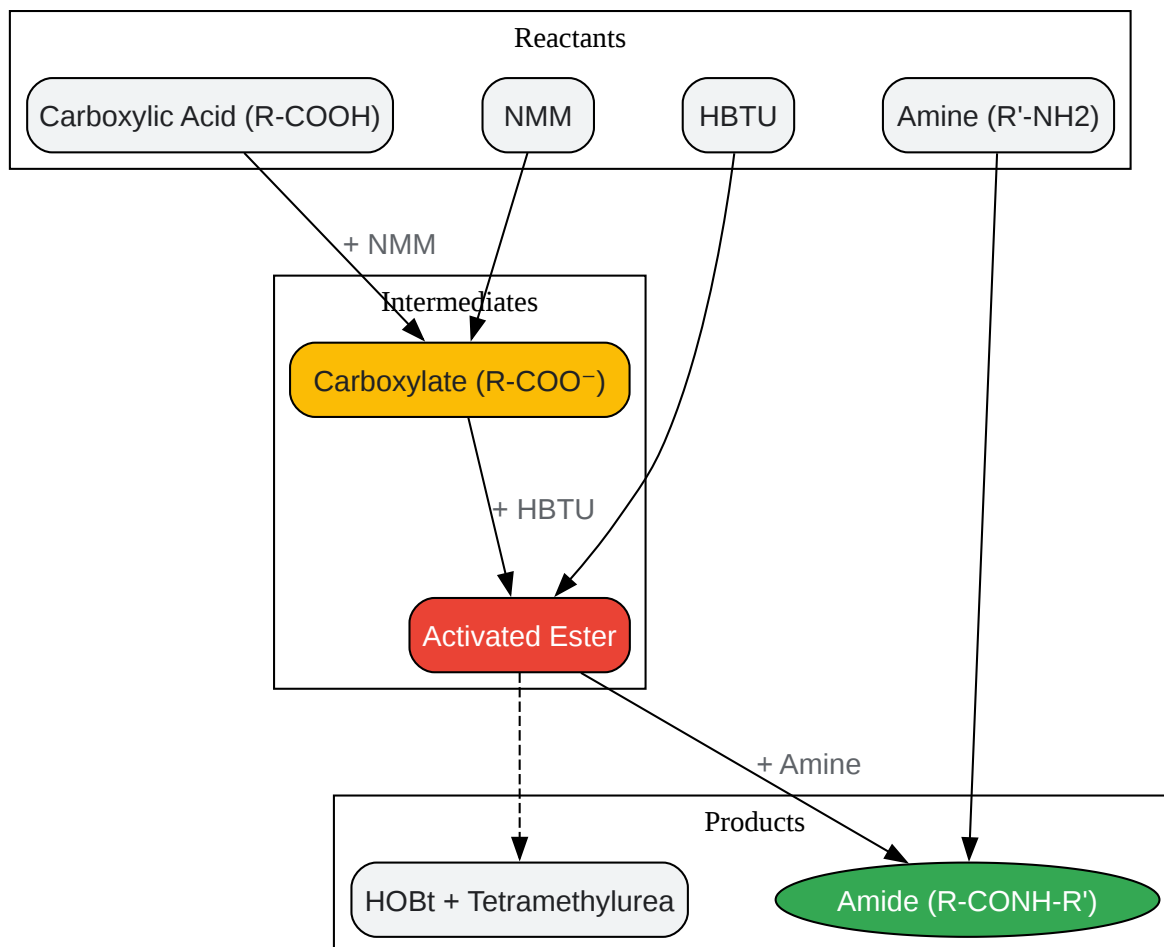 Reactants
Carboxylic Acid (R-COOH)
NMM
HBTU
Amine (R'-NH2)
+ NMM
Intermediates
Carboxylate (R-COO⁻)
+ HBTU
Activated Ester
+ Amine
Products
HOBt + Tetramethylurea
Amide (R-CONH-R')